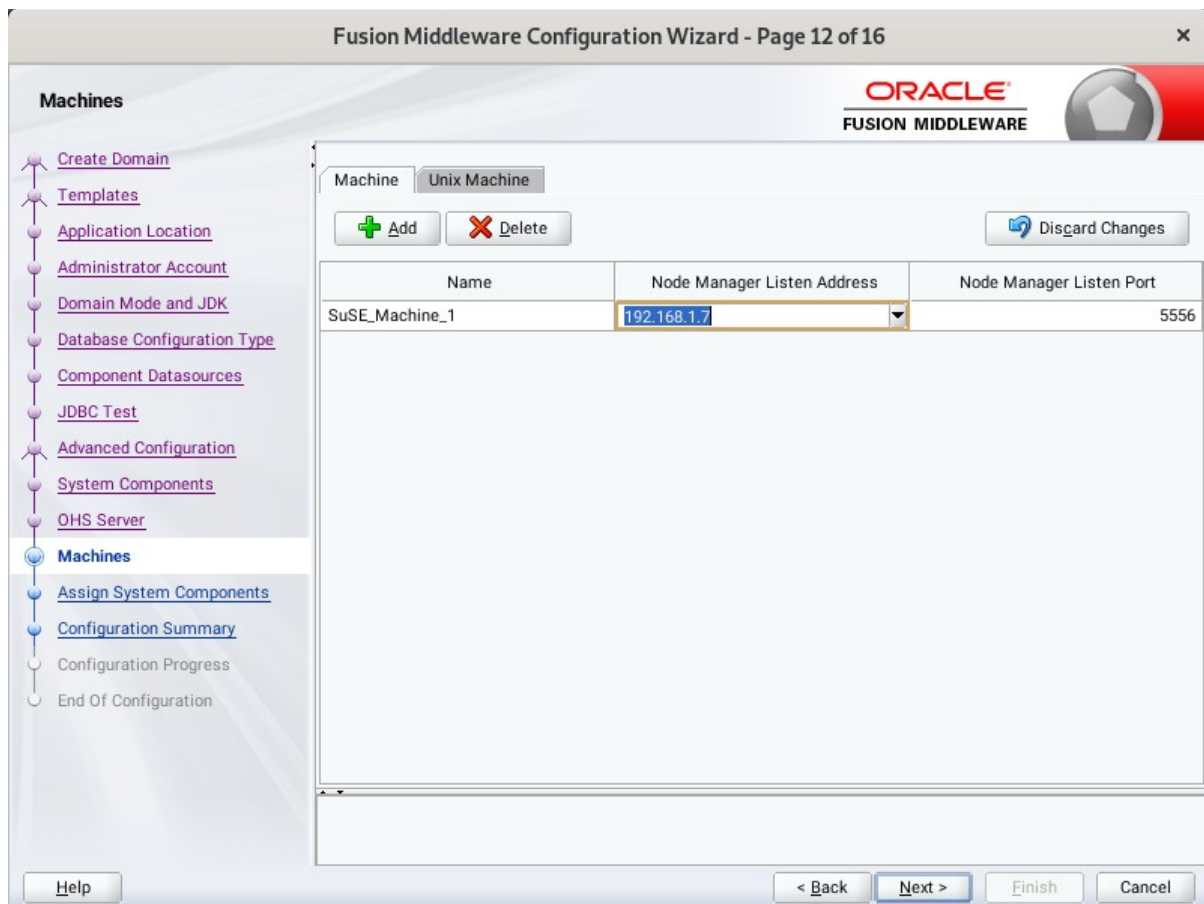 Fusion Middleware Configuration Wizard - Page 12 of 16
×
Machines
ORACLE
FUSION MIDDLEWARE
Create Domain
Templates
Application Location
Administrator Account
Domain Mode and JDK
Database Configuration Type
Component Datasources
JDBC Test
Advanced Configuration
System Components
OHS Server
Machines
Assign System Components
Configuration Summary
Configuration Progress
End Of Configuration
Machine Unix Machine
Add Delete Discard Changes
Name Node Manager Listen Address Node Manager Listen Port
SuSE_Machine_1 192.168.1.7 5556
Help < Back Next > Finish Cancel